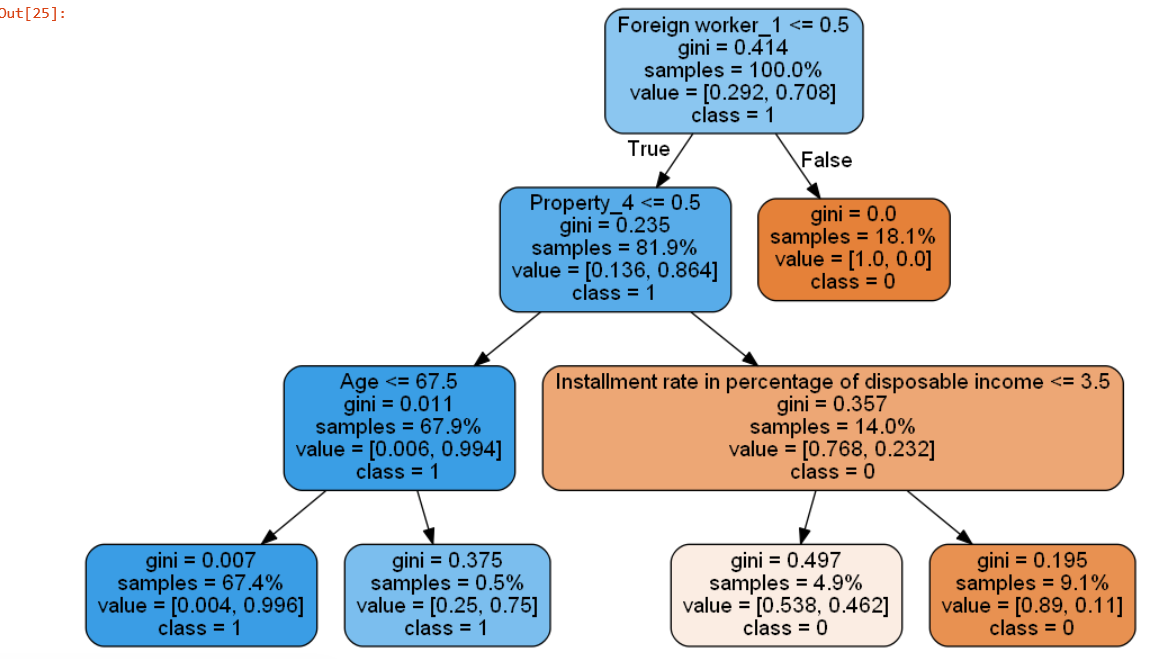 Out[25]:
Foreign worker_1 <= 0.5
gini = 0.414
samples = 100.0%
value = [0.292, 0.708]
class = 1
True
False
Property_4 <= 0.5
gini = 0.235
samples = 81.9%
value = [0.136, 0.864]
class = 1
gini = 0.0
samples = 18.1%
value = [1.0, 0.0]
class = 0
Age <= 67.5
gini = 0.011
samples = 67.9%
value = [0.006, 0.994]
class = 1
Installment rate in percentage of disposable income <= 3.5
gini = 0.357
samples = 14.0%
value = [0.768, 0.232]
class = 0
gini = 0.007
samples = 67.4%
value = [0.004, 0.996]
class = 1
gini = 0.375
samples = 0.5%
value = [0.25, 0.75]
class = 1
gini = 0.497
samples = 4.9%
value = [0.538, 0.462]
class = 0
gini = 0.195
samples = 9.1%
value = [0.89, 0.11]
class = 0